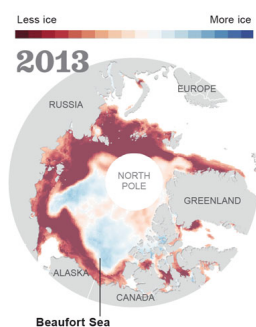 Less ice More ice
2013
RUSSIA
EUROPE
NORTH
POLE
GREENLAND
ALASKA
CANADA
Beaufort Sea